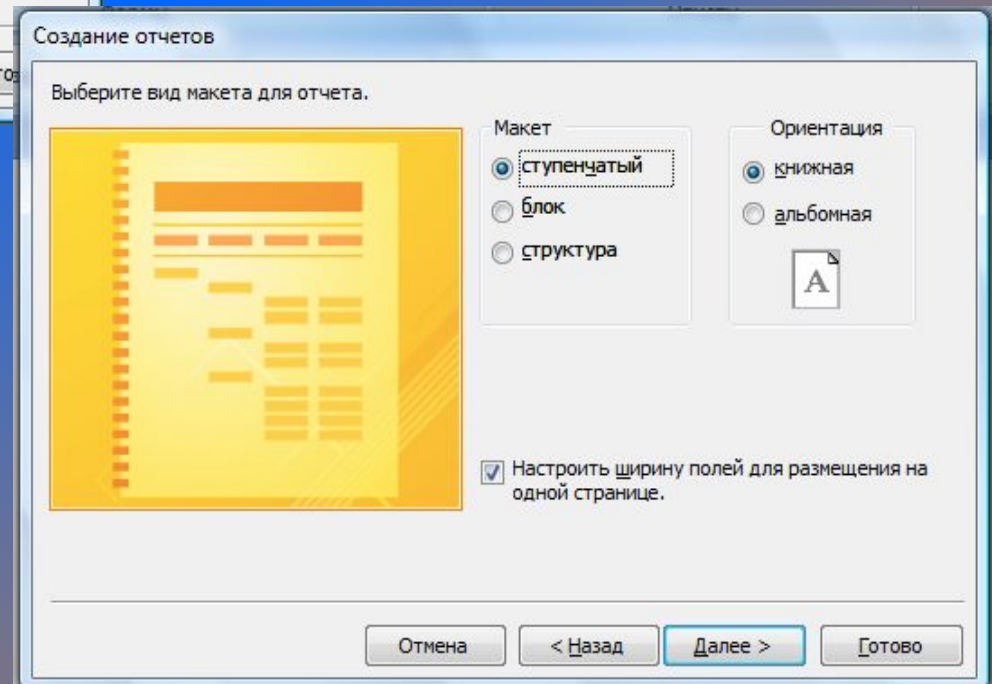 Создание отчетов
Выберите вид макета для отчета.
Макет
ступенчатый
блок
структура
Ориентация
книжная
альбомная
A
Настроить ширину полей для размещения на
одной странице.
Отмена
< Назад
Далее >
Готово